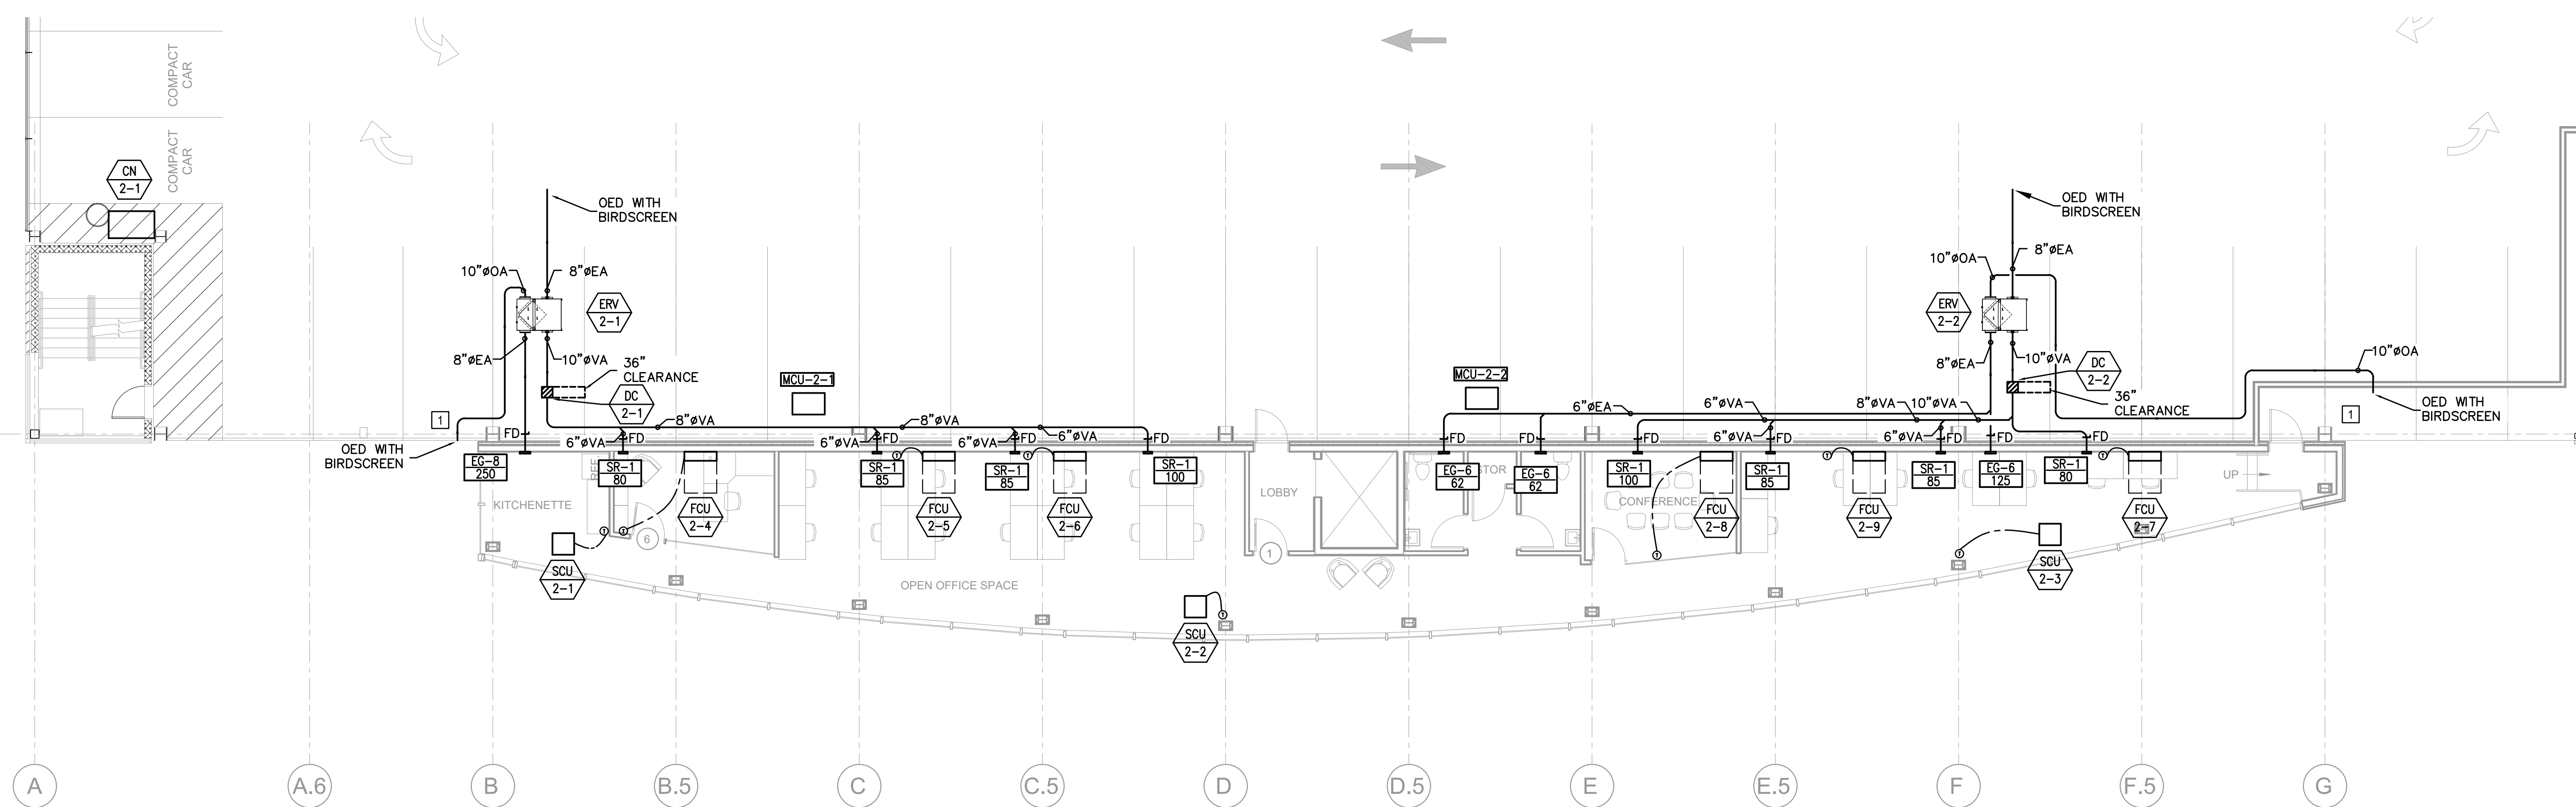 COMPACT
CAR
COMPACT
CAR
CN
2-1
OED WITH
BIRDSCREEN
OED WITH
BIRDSCREEN
10"øOA
8"øEA
10"øOA
8"øEA
ERV
2-1
ERV
2-2
8"øEA
10"øVA
36"
CLEARANCE
DC
2-1
MCU-2-1
MCU-2-2
8"øEA
10"øVA
DC
2-2
36"
CLEARANCE
10"øOA
OED WITH
BIRDSCREEN
1
1
OED WITH
BIRDSCREEN
8"øVA
8"øVA
6"øVA
6"øEA
6"øVA
8"øVA
10"øVA
FD
6"øVA
FD
6"øVA
FD
6"øVA
FD
FD
FD
FD
FD
6"øVA
FD
6"øVA
FD
FD
FD
EG-8
250
SR-1
80
SR-1
85
SR-1
85
SR-1
100
EG-6
62
EG-6
62
SR-1
100
SR-1
85
SR-1
85
EG-6
125
SR-1
80
REF
KITCHENETTE
LOBBY
STOR
CONFERENCE
UP
FCU
2-4
FCU
2-5
FCU
2-6
FCU
2-8
FCU
2-9
FCU
2-7
T
T
T
T
T
T
T
T
T
6
1
SCU
2-1
SCU
2-2
SCU
2-3
OPEN OFFICE SPACE
A
A.6
B
B.5
C
C.5
D
D.5
E
E.5
F
F.5
G